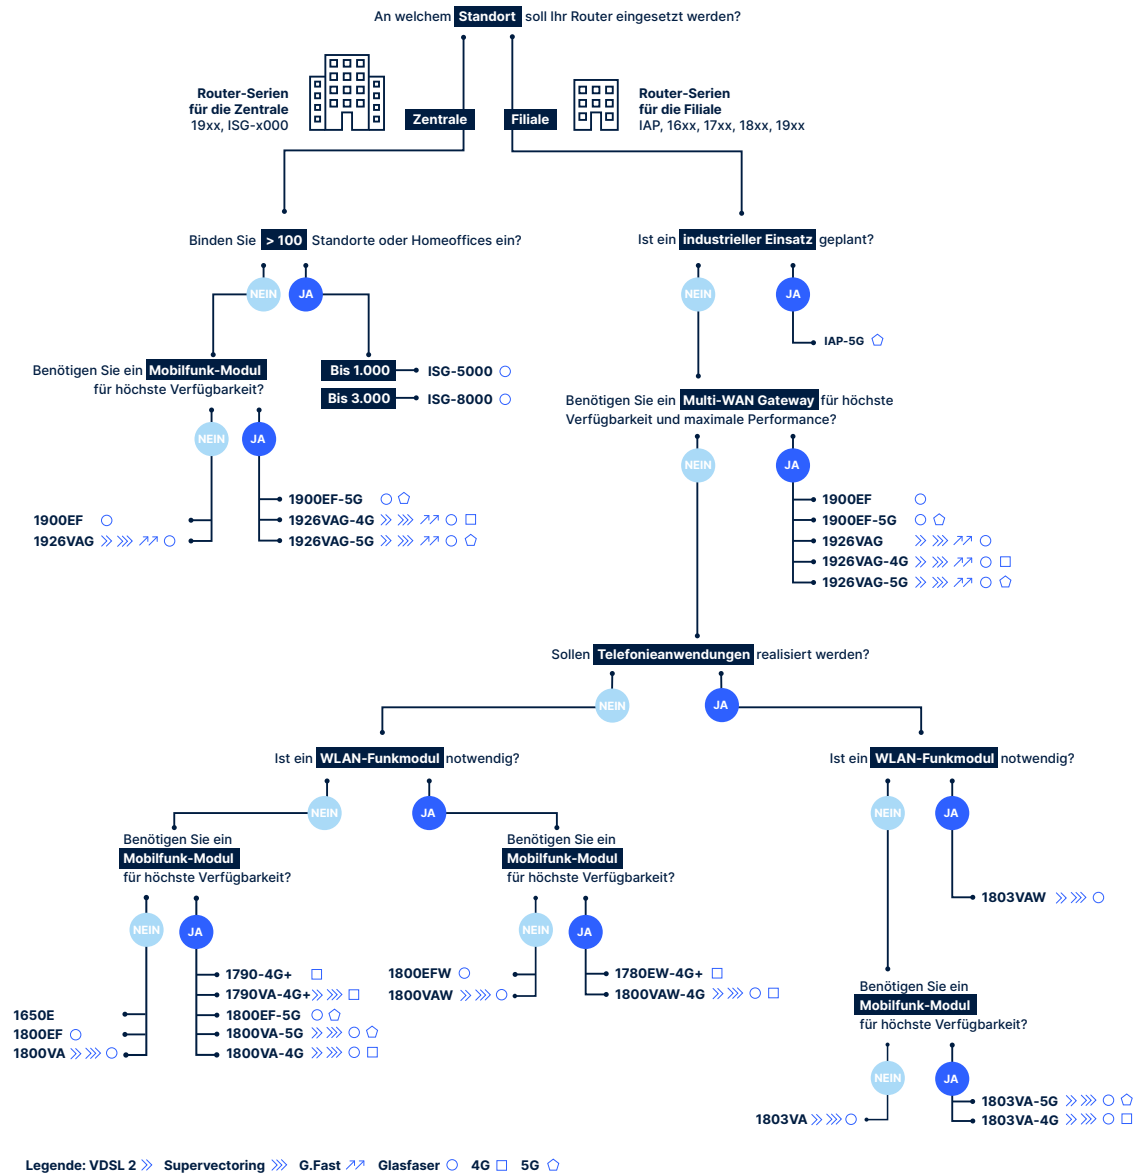 An welchem Standort soll Ihr Router eingesetzt werden?
Router-Serien
für die Zentrale
19xx, ISG-x000
Zentrale
Filiale
Router-Serien
für die Filiale
IAP, 16xx, 17xx, 18xx, 19xx
Binden Sie > 100 Standorte oder Homeoffices ein?
NEIN
JA
Benötigen Sie ein Mobilfunk-Modul
für höchste Verfügbarkeit?
Bis 1.000
ISG-5000
Bis 3.000
ISG-8000
NEIN
JA
1900EF
1926VAG
1900EF-5G
1926VAG-4G
1926VAG-5G
Ist ein industrieller Einsatz geplant?
NEIN
JA
IAP-5G
Benötigen Sie ein Multi-WAN Gateway für höchste
Verfügbarkeit und maximale Performance?
NEIN
JA
1900EF
1900EF-5G
1926VAG
1926VAG-4G
1926VAG-5G
Sollen Telefonieanwendungen realisiert werden?
NEIN
JA
Ist ein WLAN-Funkmodul notwendig?
NEIN
JA
Benötigen Sie ein
Mobilfunk-Modul
für höchste Verfügbarkeit?
NEIN
JA
1650E
1800EF
1800VA
1790-4G+
1790VA-4G+
1800EF-5G
1800VA-5G
1800VA-4G
Benötigen Sie ein
Mobilfunk-Modul
für höchste Verfügbarkeit?
NEIN
JA
1800EFW
1800VAW
1780EW-4G+
1800VAW-4G
Ist ein WLAN-Funkmodul notwendig?
NEIN
JA
1803VAW
Benötigen Sie ein
Mobilfunk-Modul
für höchste Verfügbarkeit?
NEIN
JA
1803VA
1803VA-5G
1803VA-4G
Legende: VDSL 2 Supervectoring G.Fast Glasfaser 4G 5G